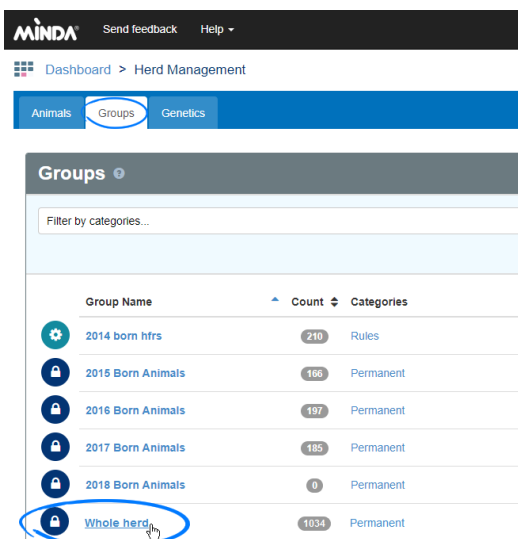 MINDA® Send feedback Help
Dashboard > Herd Management
Animals Groups Genetics
Groups ?
Filter by categories...
Group Name Count Categories
2014 born hfrs 210 Rules
2015 Born Animals 166 Permanent
2016 Born Animals 197 Permanent
2017 Born Animals 185 Permanent
2018 Born Animals 0 Permanent
Whole herd 1034 Permanent